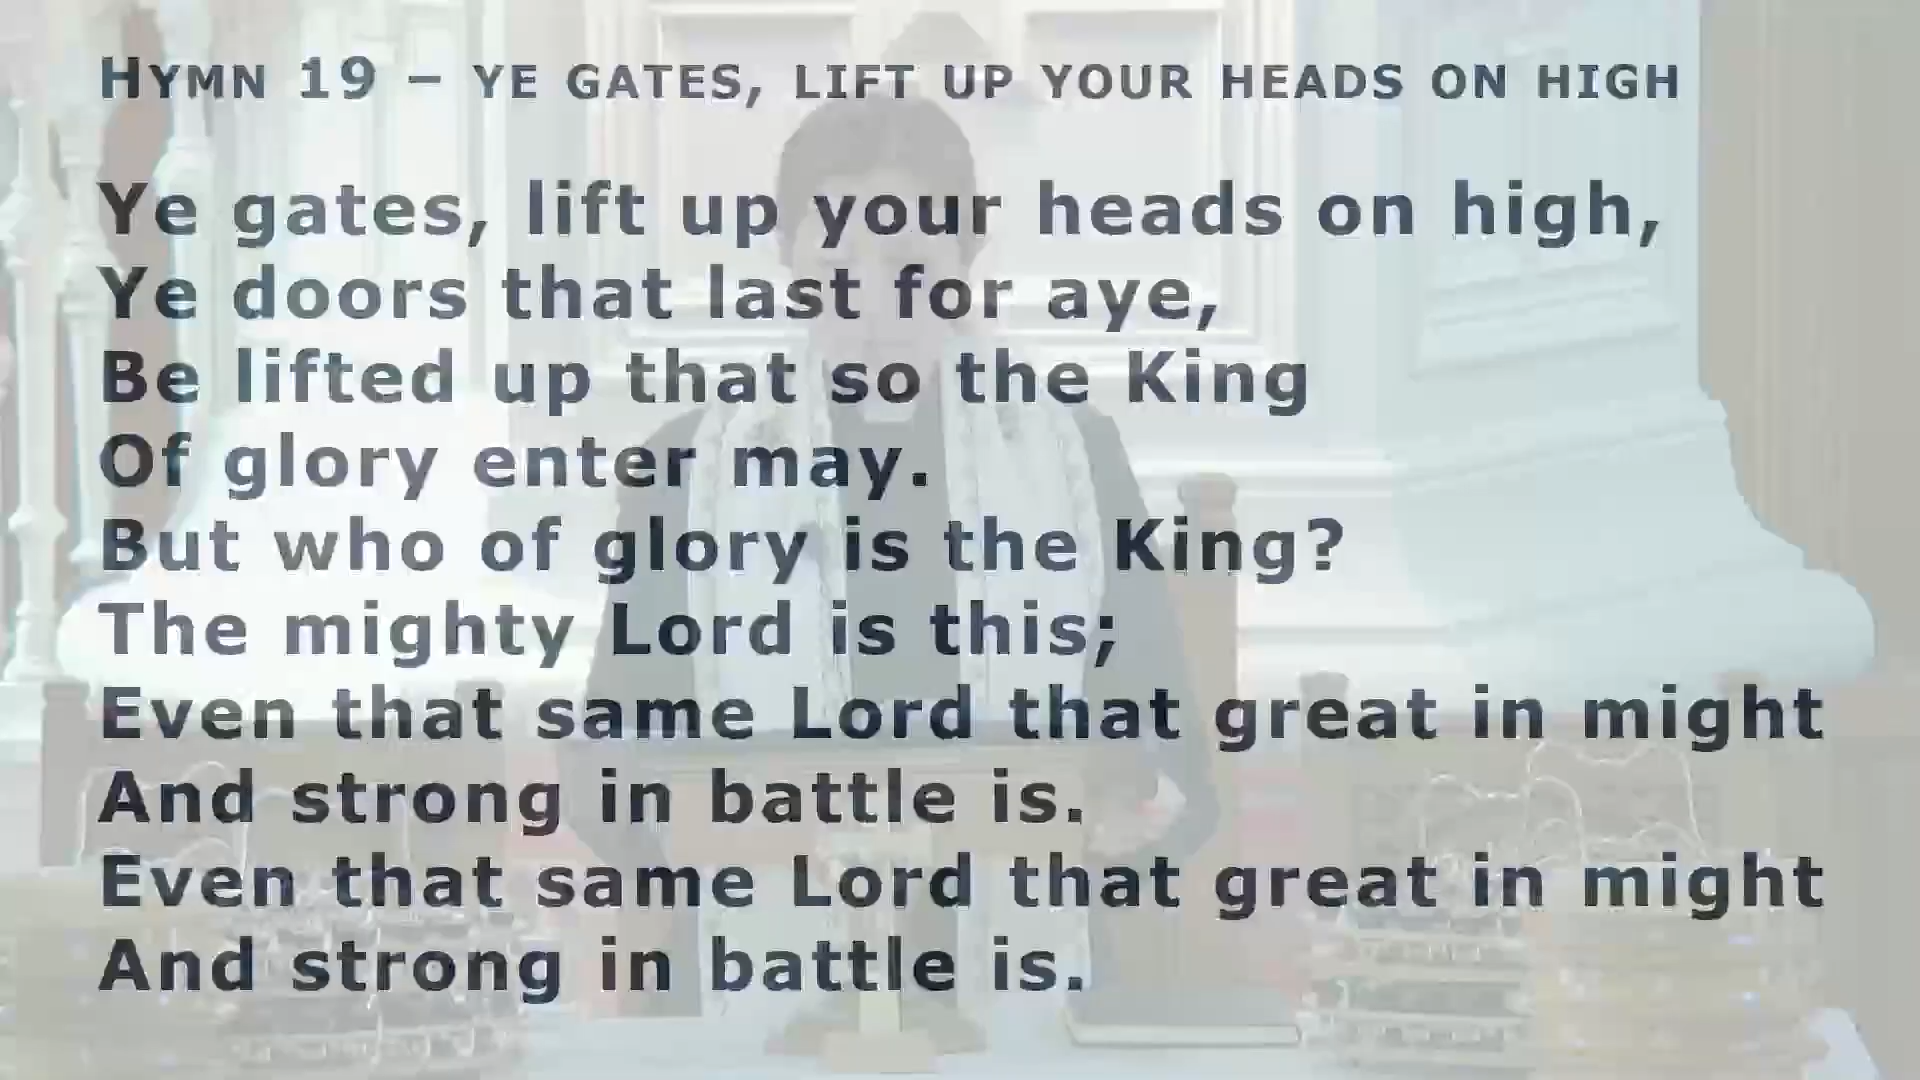 HYMN 19 – YE GATES, LIFT UP YOUR HEADS ON HIGH
Ye gates, lift up your heads on high,
Ye doors that last for aye,
Be lifted up that so the King
Of glory enter may.
But who of glory is the King?
The mighty Lord is this;
Even that same Lord that great in might
And strong in battle is.
Even that same Lord that great in might
And strong in battle is.